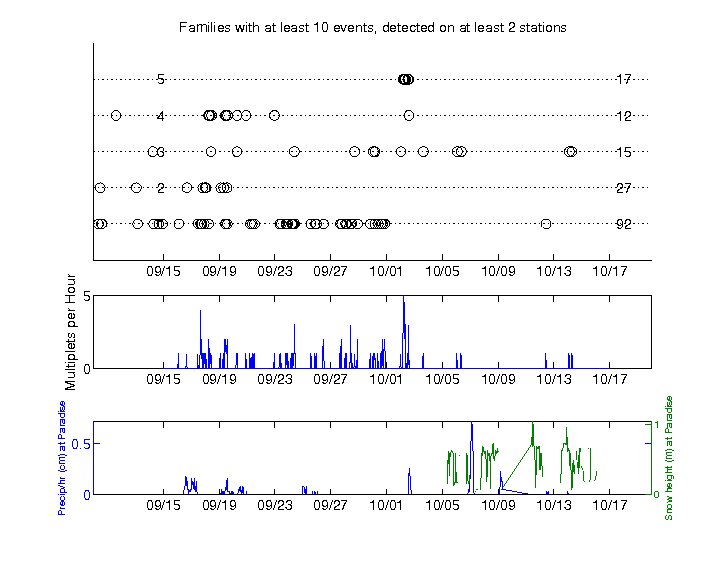 Families with at least 10 events, detected on at least 2 stations
5 17
4 12
3 15
2 27
1 92
09/15 09/19 09/23 09/27 10/01 10/05 10/09 10/13 10/17
Multiplets per Hour
5
0
09/15 09/19 09/23 09/27 10/01 10/05 10/09 10/13 10/17
Precip/hr (cm) at Paradise
0.5
0
Snow height (m) at Paradise
1
0
09/15 09/19 09/23 09/27 10/01 10/05 10/09 10/13 10/17